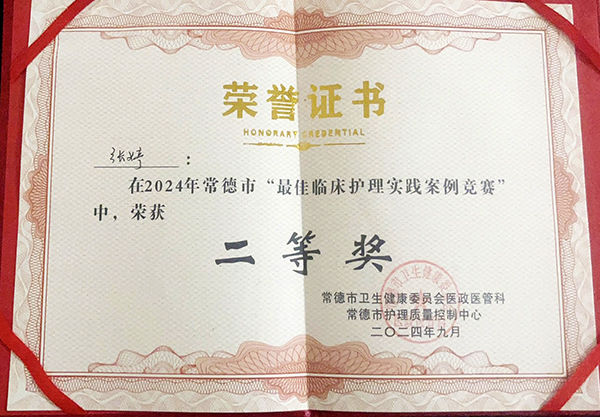 荣誉证书
HONORARY CREDENTIAL
张婷：
在2024年常德市“最佳临床护理实践案例竞赛”
中，荣获
二等奖
常德市卫生健康委员会医政医管科
常德市护理质量控制中心
二〇二四年九月